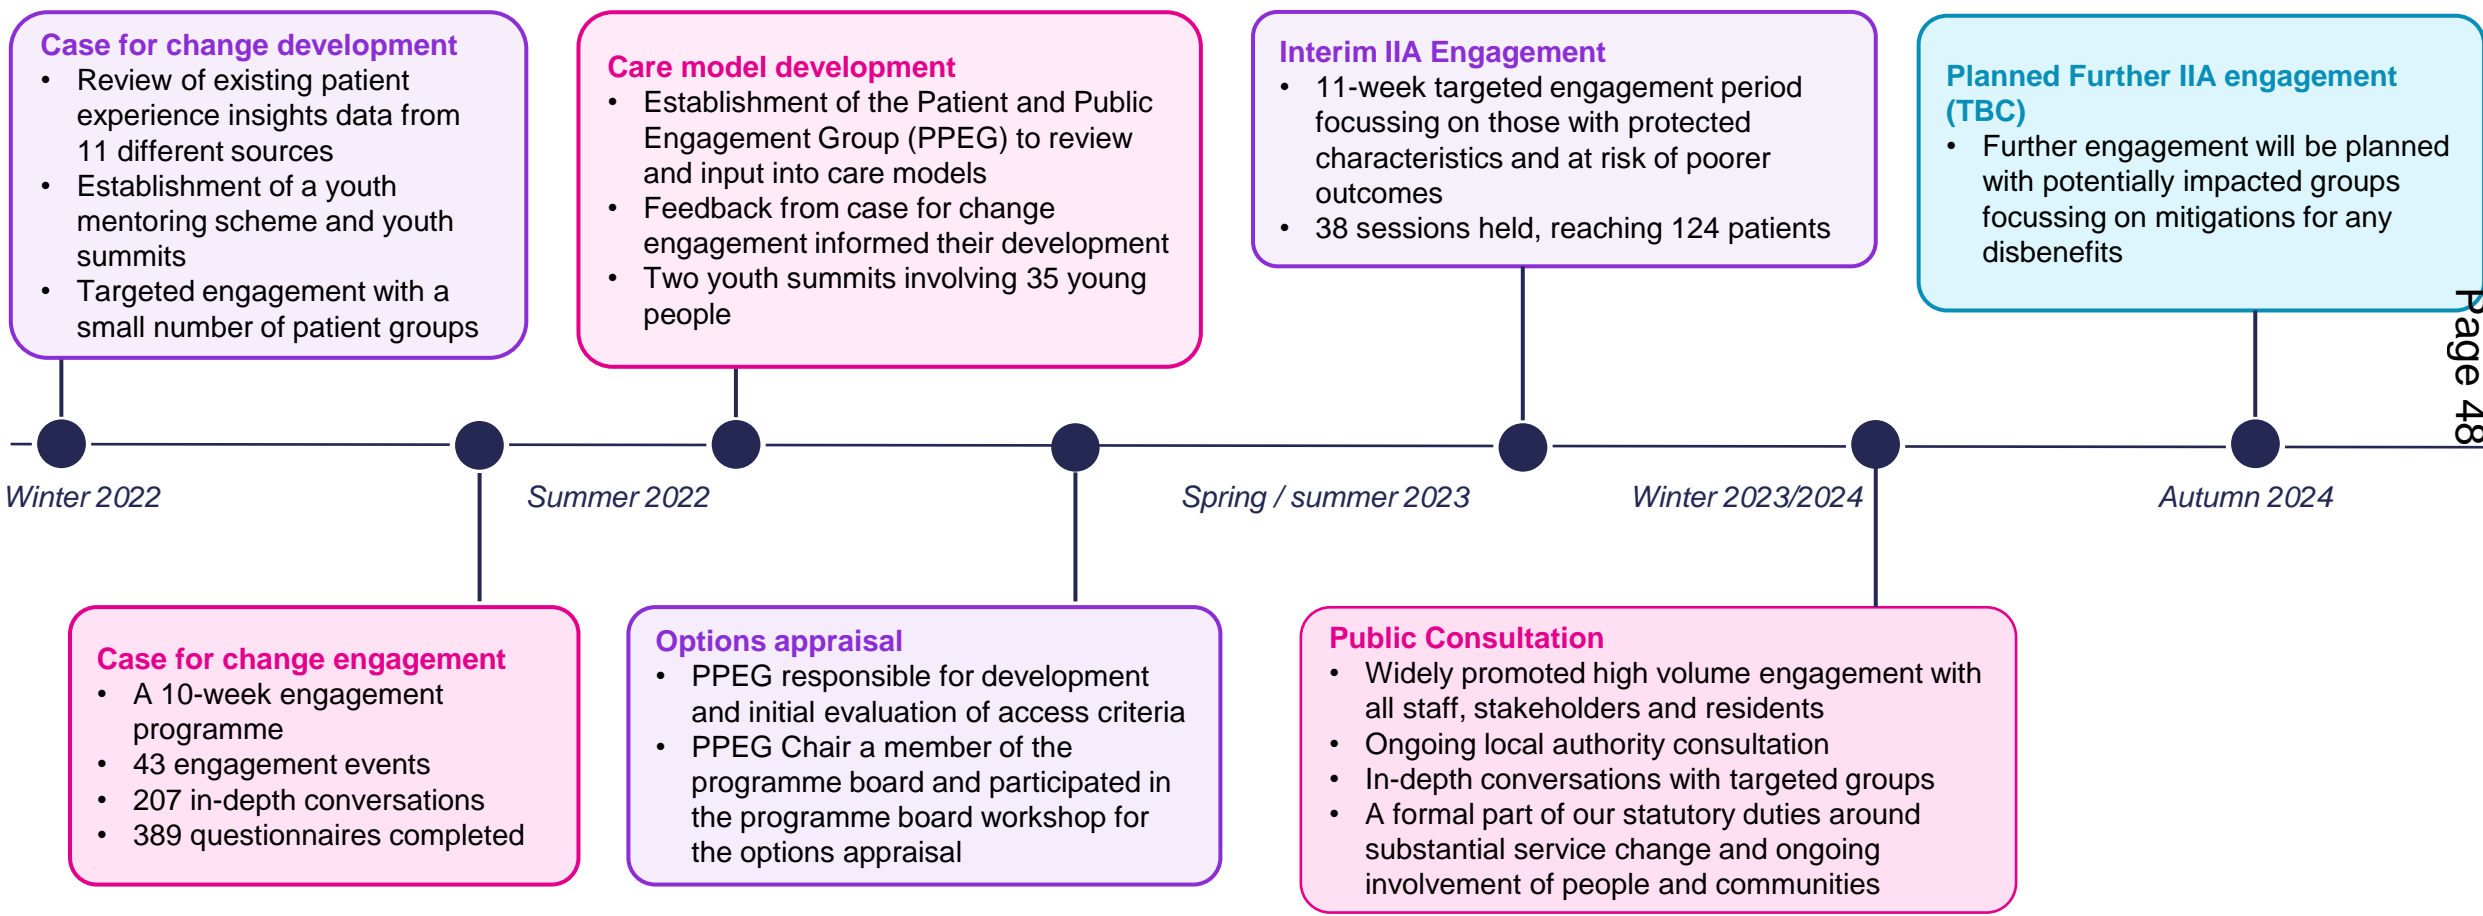 Case for change development
• Review of existing patient
experience insights data from
11 different sources
• Establishment of a youth
mentoring scheme and youth
summits
• Targeted engagement with a
small number of patient groups
Care model development
• Establishment of the Patient and Public
Engagement Group (PPEG) to review
and input into care models
• Feedback from case for change
engagement informed their development
• Two youth summits involving 35 young
people
Interim IIA Engagement
• 11-week targeted engagement period
focussing on those with protected
characteristics and at risk of poorer
outcomes
• 38 sessions held, reaching 124 patients
Planned Further IIA engagement
(TBC)
• Further engagement will be planned
with potentially impacted groups
focussing on mitigations for any
disbenefits
Page 48
Winter 2022
Summer 2022
Spring / summer 2023
Winter 2023/2024
Autumn 2024
Case for change engagement
• A 10-week engagement
programme
• 43 engagement events
• 207 in-depth conversations
• 389 questionnaires completed
Options appraisal
• PPEG responsible for development
and initial evaluation of access criteria
• PPEG Chair a member of the
programme board and participated in
the programme board workshop for
the options appraisal
Public Consultation
• Widely promoted high volume engagement with
all staff, stakeholders and residents
• Ongoing local authority consultation
• In-depth conversations with targeted groups
• A formal part of our statutory duties around
substantial service change and ongoing
involvement of people and communities